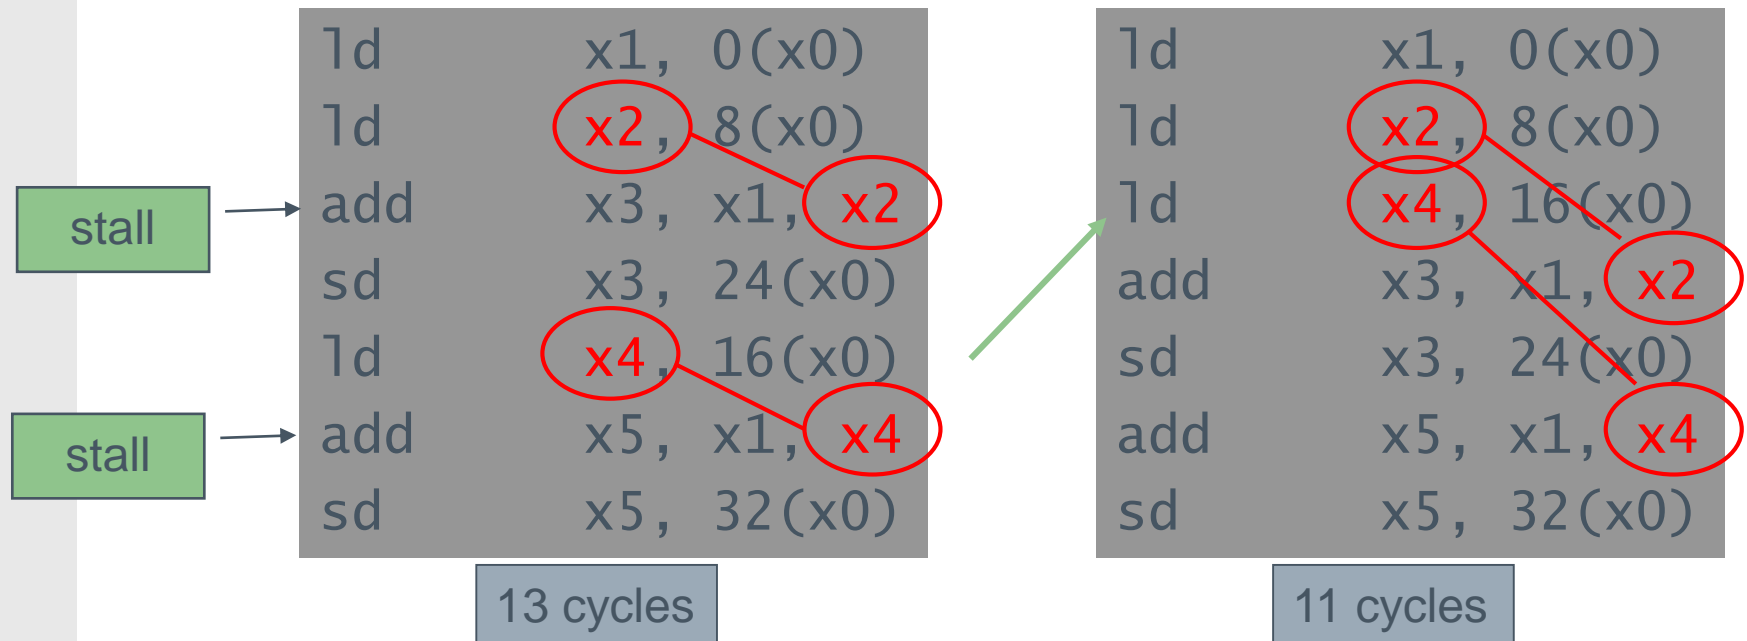 ld x1, 0(x0)
ld x2, 8(x0)
stall
add x3, x1, x2
sd x3, 24(x0)
ld x4, 16(x0)
stall
add x5, x1, x4
sd x5, 32(x0)
13 cycles
ld x1, 0(x0)
ld x2, 8(x0)
ld x4, 16(x0)
add x3, x1, x2
sd x3, 24(x0)
add x5, x1, x4
sd x5, 32(x0)
11 cycles